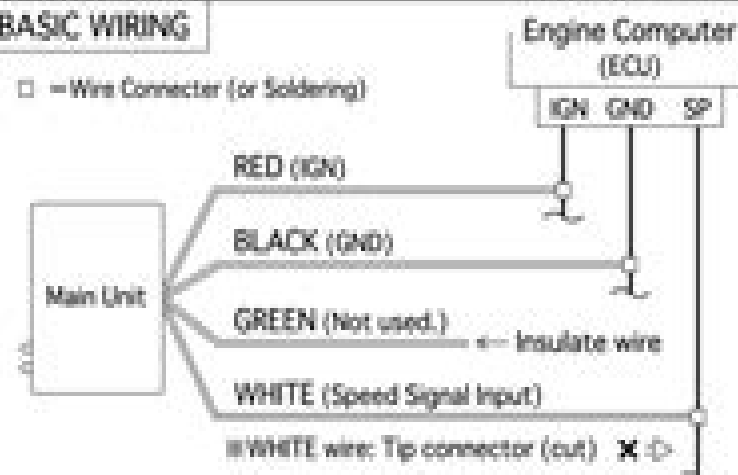 BASIC WIRING
Engine Computer
(ECU)
□ =Wire Connecter (or Soldering)
IGN GND SP
RED (IGN)
BLACK (GND)
Main Unit
GREEN (Not used.)
<-- Insulate wire
WHITE (Speed Signal Input)
※WHITE wire: Tip connector (cut) X